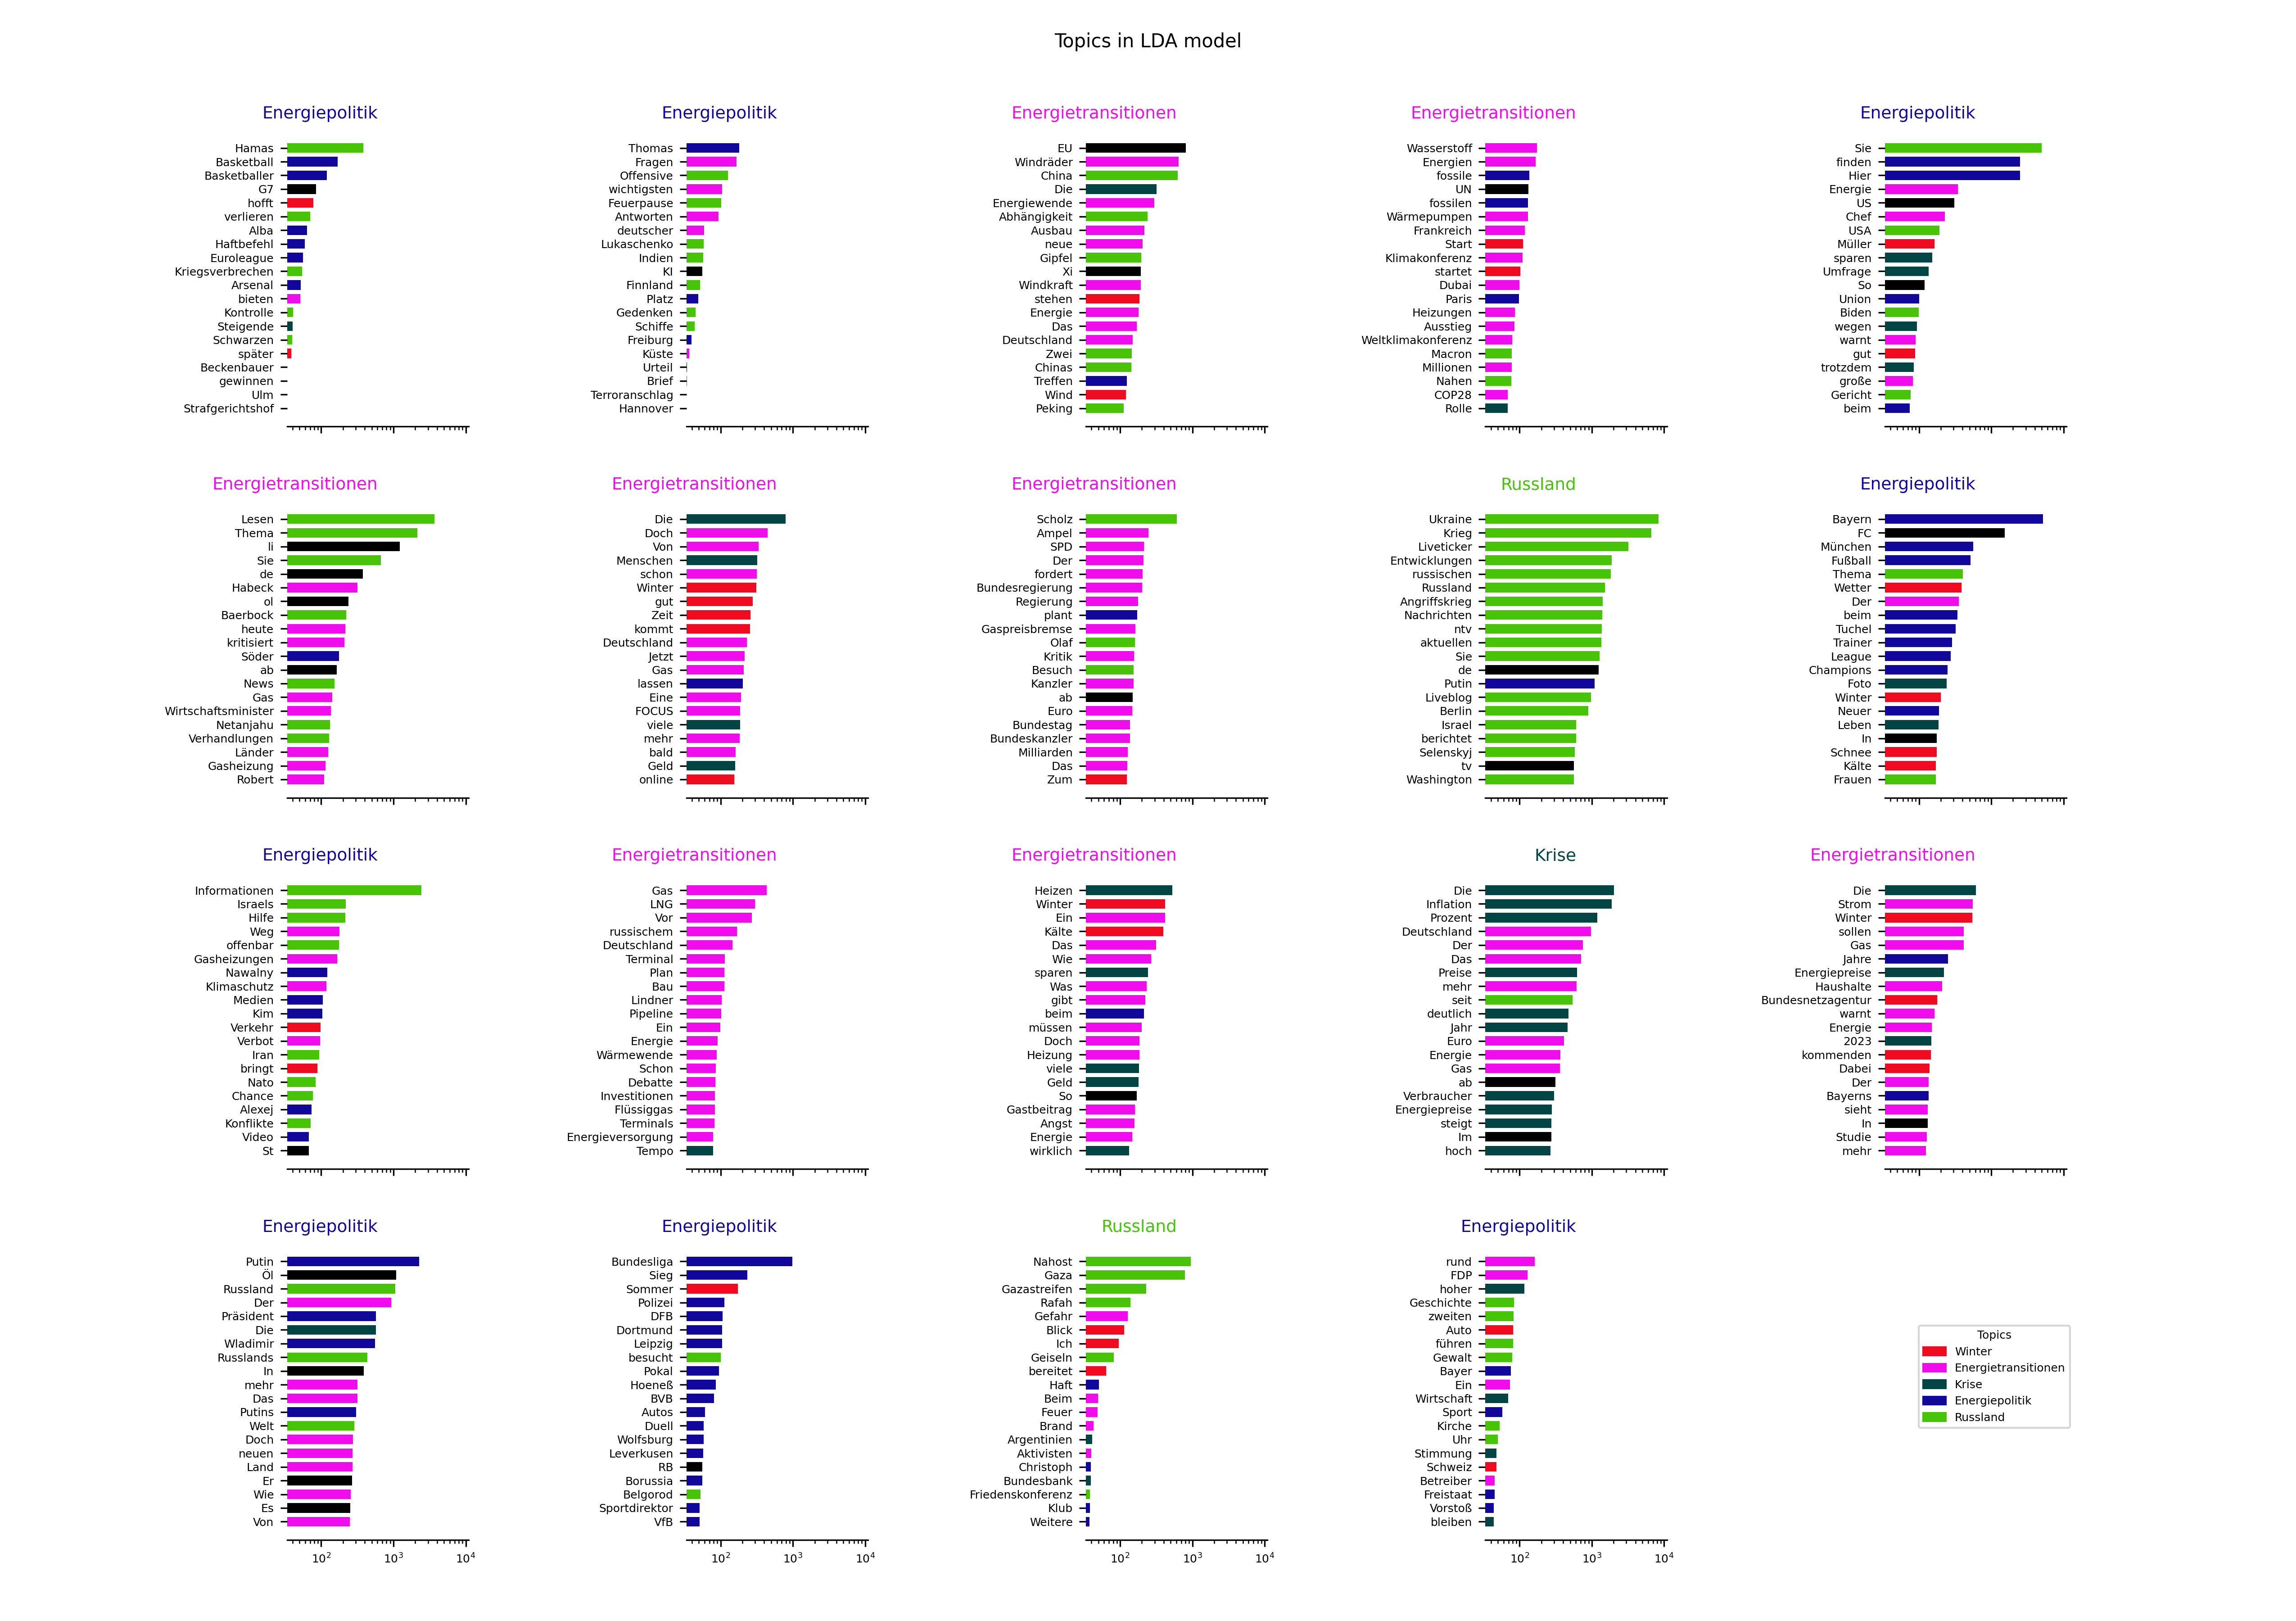 Topics in LDA model
Energiepolitik
Hamas
Basketball
Basketballer
G7
hofft
verlieren
Alba
Haftbefehl
Euroleague
Kriegsverbrechen
Arsenal
bieten
Kontrolle
Steigende
Schwarzen
später
Beckenbauer
gewinnen
Ulm
Strafgerichtshof
Energiepolitik
Thomas
Fragen
Offensive
wichtigsten
Feuerpause
Antworten
deutscher
Lukaschenko
Indien
KI
Finnland
Platz
Gedenken
Schiffe
Freiburg
Küste
Urteil
Brief
Terroranschlag
Hannover
Energietransitionen
EU
Windräder
China
Die
Energiewende
Abhängigkeit
Ausbau
neue
Gipfel
Xi
Windkraft
stehen
Energie
Das
Deutschland
Zwei
Chinas
Treffen
Wind
Peking
Energietransitionen
Wasserstoff
Energien
fossile
UN
fossilen
Wärmepumpen
Frankreich
Start
Klimakonferenz
startet
Dubai
Paris
Heizungen
Ausstieg
Weltklimakonferenz
Macron
Millionen
Nahen
COP28
Rolle
Energiepolitik
Sie
finden
Hier
Energie
US
Chef
USA
Müller
sparen
Umfrage
So
Union
Biden
wegen
warnt
gut
trotzdem
große
Gericht
beim
Energietransitionen
Lesen
Thema
li
Sie
de
Habeck
ol
Baerbock
heute
kritisiert
Söder
ab
News
Gas
Wirtschaftsminister
Netanjahu
Verhandlungen
Länder
Gasheizung
Robert
Energietransitionen
Die
Doch
Von
Menschen
schon
Winter
gut
Zeit
kommt
Deutschland
Jetzt
Gas
lassen
Eine
FOCUS
viele
mehr
bald
Geld
online
Energietransitionen
Scholz
Ampel
SPD
Der
fordert
Bundesregierung
Regierung
plant
Gaspreisbremse
Olaf
Kritik
Besuch
Kanzler
ab
Euro
Bundestag
Bundeskanzler
Milliarden
Das
Zum
Russland
Ukraine
Krieg
Liveticker
Entwicklungen
russischen
Russland
Angriffskrieg
Nachrichten
ntv
aktuellen
Sie
de
Putin
Liveblog
Berlin
Israel
berichtet
Selenskyj
tv
Washington
Energiepolitik
Bayern
FC
München
Fußball
Thema
Wetter
Der
beim
Tuchel
Trainer
League
Champions
Foto
Winter
Neuer
Leben
In
Schnee
Kälte
Frauen
Energiepolitik
Informationen
Israels
Hilfe
Weg
offenbar
Gasheizungen
Nawalny
Klimaschutz
Medien
Kim
Verkehr
Verbot
Iran
bringt
Nato
Chance
Alexej
Konflikte
Video
St
Energietransitionen
Gas
LNG
Vor
russischem
Deutschland
Terminal
Plan
Bau
Lindner
Pipeline
Ein
Energie
Wärmewende
Schon
Debatte
Investitionen
Flüssiggas
Terminals
Energieversorgung
Tempo
Energietransitionen
Heizen
Winter
Ein
Kälte
Das
Wie
sparen
Was
gibt
beim
müssen
Doch
Heizung
viele
Geld
So
Gastbeitrag
Angst
Energie
wirklich
Krise
Die
Inflation
Prozent
Deutschland
Der
Das
Preise
mehr
seit
deutlich
Jahr
Euro
Energie
Gas
ab
Verbraucher
Energiepreise
steigt
Im
hoch
Energietransitionen
Die
Strom
Winter
sollen
Gas
Jahre
Energiepreise
Haushalte
Bundesnetzagentur
warnt
Energie
2023
kommenden
Dabei
Der
Bayerns
sieht
In
Studie
mehr
Energiepolitik
Putin
Öl
Russland
Der
Präsident
Die
Wladimir
Russlands
In
mehr
Das
Putins
Welt
Doch
neuen
Land
Er
Wie
Es
Von
10² 10³ 10⁴
Energiepolitik
Bundesliga
Sieg
Sommer
Polizei
DFB
Dortmund
Leipzig
besucht
Pokal
Hoeneß
BVB
Autos
Duell
Wolfsburg
Leverkusen
RB
Borussia
Belgorod
Sportdirektor
VfB
10² 10³ 10⁴
Russland
Nahost
Gaza
Gazastreifen
Rafah
Gefahr
Blick
Ich
Geiseln
bereitet
Haft
Beim
Feuer
Brand
Argentinien
Aktivisten
Christoph
Bundesbank
Friedenskonferenz
Klub
Weitere
10² 10³ 10⁴
Energiepolitik
rund
FDP
hoher
Geschichte
zweiten
Auto
führen
Gewalt
Bayer
Ein
Wirtschaft
Sport
Kirche
Uhr
Stimmung
Schweiz
Betreiber
Freistaat
Vorstoß
bleiben
10² 10³ 10⁴
Topics
Winter
Energietransitionen
Krise
Energiepolitik
Russland